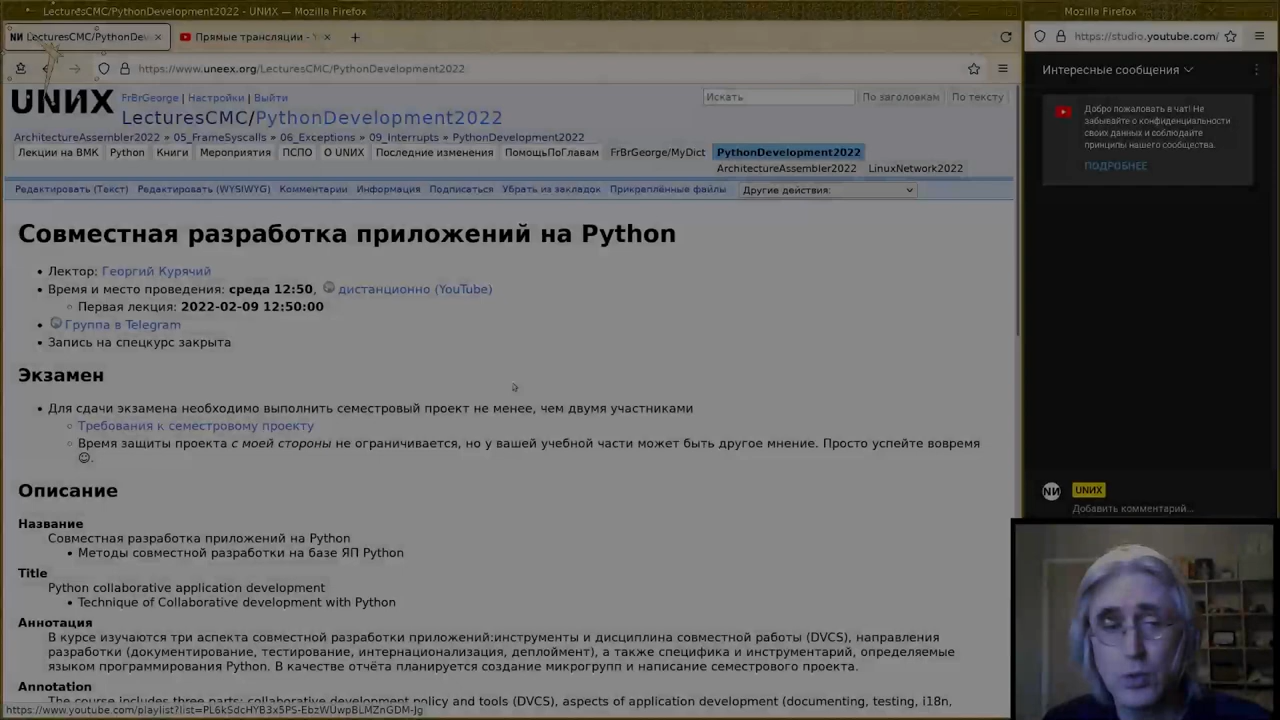 LecturesCMC/PythonDevelopment2022 - UNИX — Mozilla Firefox
Mozilla Firefox
NИ LecturesCMC/PythonDev
Прямые трансляции -
https://www.uneex.org/LecturesCMC/PythonDevelopment2022
https://studio.youtube.com/
UNИX
FrBrGeorge | Настройки | Выйти
Искать
По заголовкам
По тексту
LecturesCMC/PythonDevelopment2022
ArchitectureAssembler2022 » 05_FrameSyscalls » 06_Exceptions » 09_Interrupts » PythonDevelopment2022
Лекции на ВМК Python Книги Мероприятия ПСПО О UNИX Последние изменения ПомощьПоГлавам FrBrGeorge/MyDict PythonDevelopment2022
ArchitectureAssembler2022 LinuxNetwork2022
Редактировать (Текст) Редактировать (WYSIWYG) Комментарии Информация Подписаться Убрать из закладок Прикреплённые файлы Другие действия:
Совместная разработка приложений на Python
• Лектор: Георгий Курячий
• Время и место проведения: среда 12:50, дистанционно (YouTube)
◦ Первая лекция: 2022-02-09 12:50:00
• Группа в Telegram
• Запись на спецкурс закрыта
Экзамен
• Для сдачи экзамена необходимо выполнить семестровый проект не менее, чем двумя участниками
◦ Требования к семестровому проекту
◦ Время защиты проекта с моей стороны не ограничивается, но у вашей учебной части может быть другое мнение. Просто успейте вовремя
☺.
Описание
Название
Совместная разработка приложений на Python
• Методы совместной разработки на базе ЯП Python
Title
Python collaborative application development
• Technique of Collaborative development with Python
Аннотация
В курсе изучаются три аспекта совместной разработки приложений:инструменты и дисциплина совместной работы (DVCS), направления
разработки (документирование, тестирование, интернационализация, деплоймент), а также специфика и инструментарий, определяемые
языком программирования Python. В качестве отчёта планируется создание микрогрупп и написание семестрового проекта.
Annotation
The course includes three parts: collaborative development policy and tools (DVCS), aspects of application development (documenting, testing, i18n,
https://www.youtube.com/playlist?list=PL6kSdcHYB3x5PS-EbzWUwpBLMZnGDM-Jg
Интересные сообщения
Добро пожаловать в чат! Не
забывайте о конфиденциальности
своих данных и соблюдайте
принципы нашего сообщества.
ПОДРОБНЕЕ
NИ UNИX
Добавить комментарий...